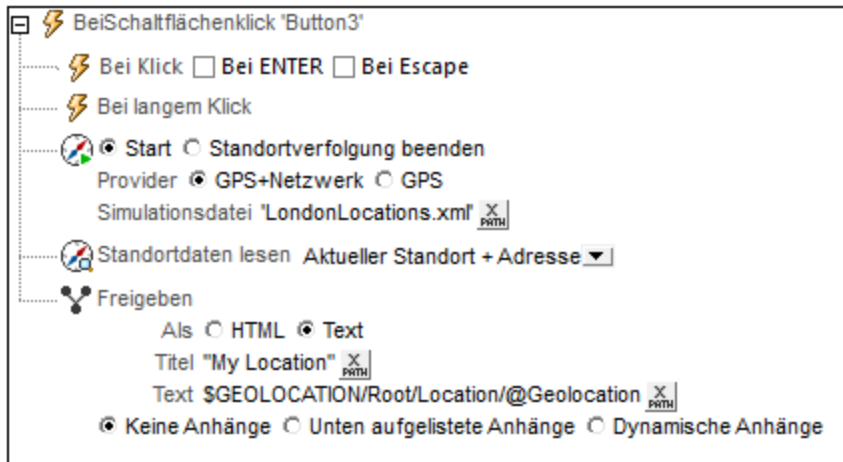 BeiSchaltflächenklick 'Button3'
Bei Klick Bei ENTER Bei Escape
Bei langem Klick
Start Standortverfolgung beenden
Provider GPS+Netzwerk GPS
Simulationsdatei 'LondonLocations.xml' X PATH
Standortdaten lesen Aktueller Standort + Adresse
Freigeben
Als HTML Text
Titel "My Location" X PATH
Text $GEOLOCATION/Root/Location/@Geolocation X PATH
Keine Anhänge Unten aufgelistete Anhänge Dynamische Anhänge